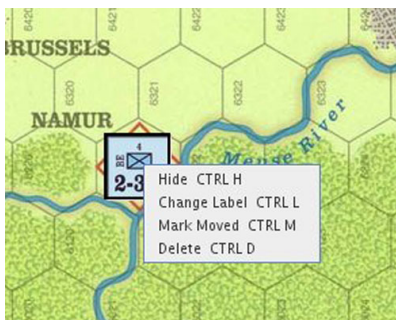 BRUSSELS
6320
6321
6322
6323
NAMUR
4
BE
2-3
Meuse River
Hide CTRL H
Change Label CTRL L
Mark Moved CTRL M
Delete CTRL D